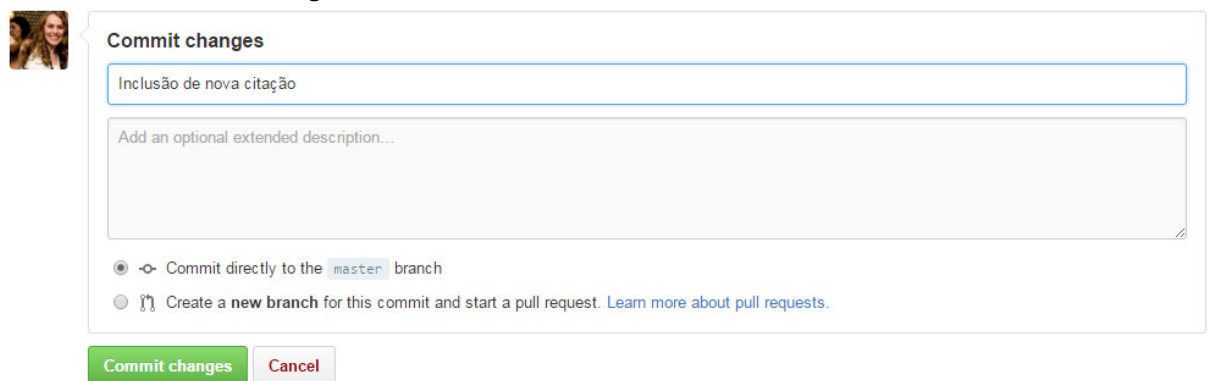 Commit changes
Inclusão de nova citação
Add an optional extended description...
Commit directly to the master branch
Create a new branch for this commit and start a pull request. Learn more about pull requests.
Commit changes Cancel